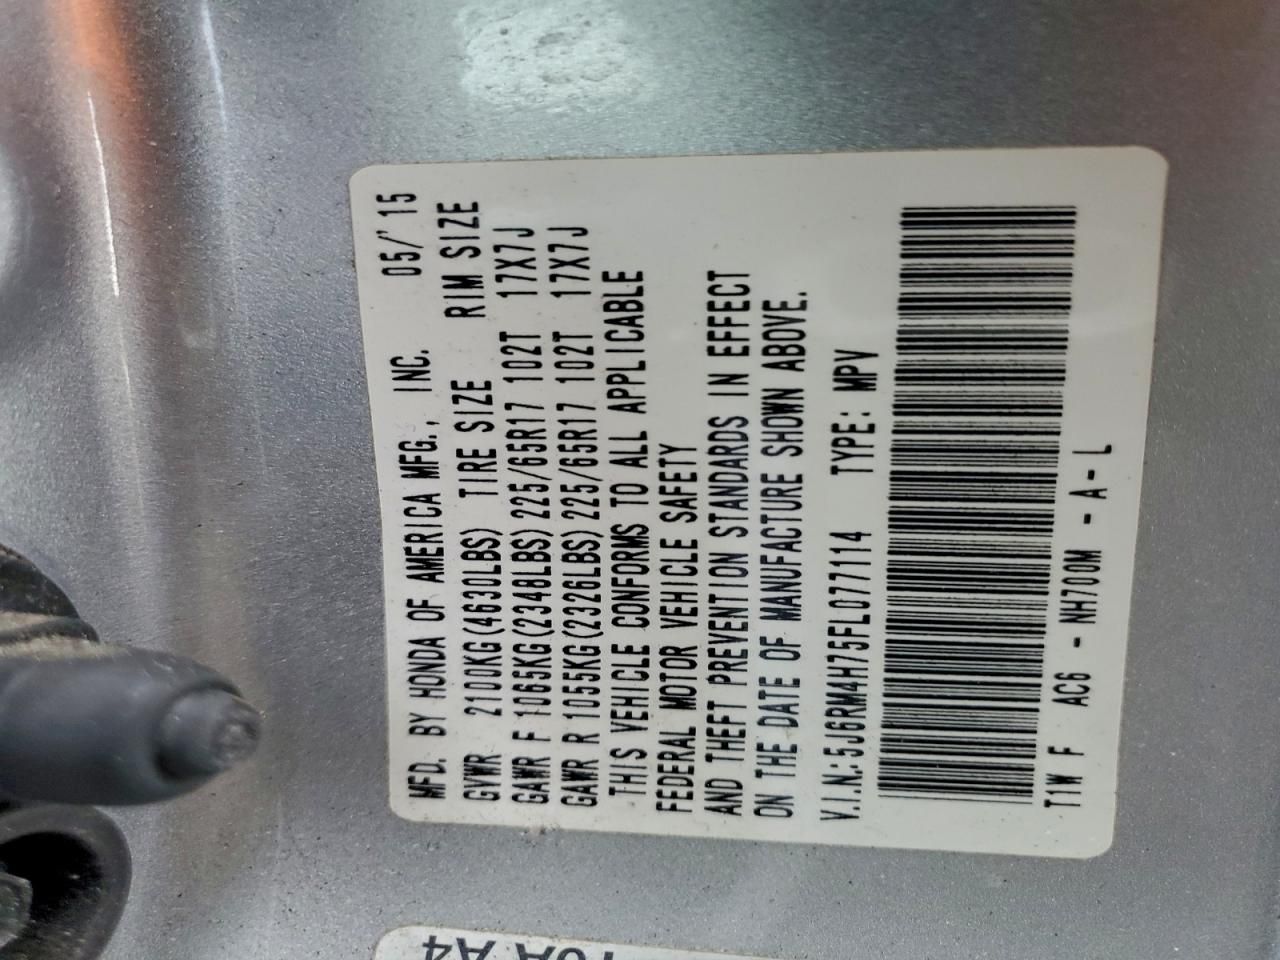 MFD. BY HONDA OF AMERICA MFG., INC. 05/'15
GVWR 2100KG(4630LBS) TIRE SIZE RIM SIZE
GAWR F 1065KG(2348LBS) 225/65R17 102T 17X7J
GAWR R 1055KG(2326LBS) 225/65R17 102T 17X7J
THIS VEHICLE CONFORMS TO ALL APPLICABLE
FEDERAL MOTOR VEHICLE SAFETY
AND THEFT PREVENTION STANDARDS IN EFFECT
ON THE DATE OF MANUFACTURE SHOWN ABOVE.
V.I.N.:5J6RM4H75FL077114 TYPE: MPV
T1W F AC6 - NH700M - A - L
A4